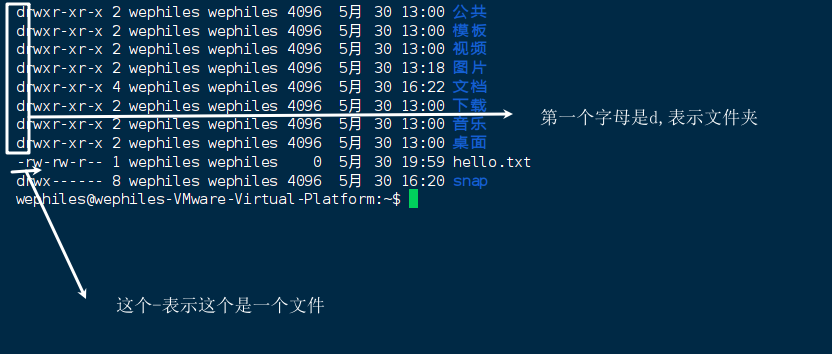 drwxr-xr-x 2 wephiles wephiles 4096 5月 30 13:00 公共
drwxr-xr-x 2 wephiles wephiles 4096 5月 30 13:00 模板
drwxr-xr-x 2 wephiles wephiles 4096 5月 30 13:00 视频
drwxr-xr-x 2 wephiles wephiles 4096 5月 30 13:18 图片
drwxr-xr-x 4 wephiles wephiles 4096 5月 30 16:22 文档
drwxr-xr-x 2 wephiles wephiles 4096 5月 30 13:00 下载
drwxr-xr-x 2 wephiles wephiles 4096 5月 30 13:00 音乐
drwxr-xr-x 2 wephiles wephiles 4096 5月 30 13:00 桌面
-rw-rw-r-- 1 wephiles wephiles 0 5月 30 19:59 hello.txt
drwx------ 8 wephiles wephiles 4096 5月 30 16:20 snap
wephiles@wephiles-VMware-Virtual-Platform:~$
第一个字母是d,表示文件夹
这个-表示这个是一个文件